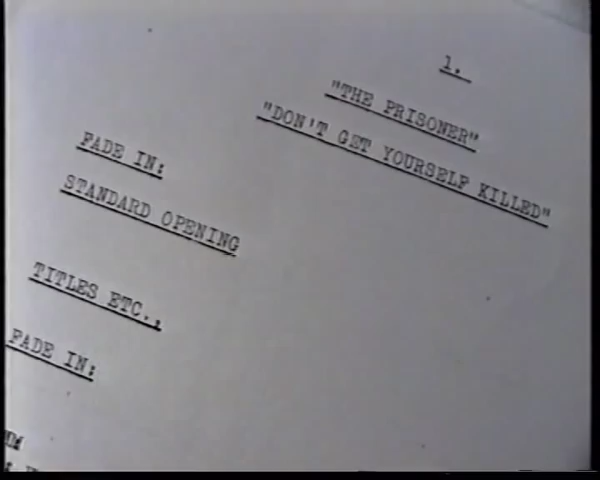 1.
"THE PRISONER"
"DON'T GET YOURSELF KILLED"
FADE IN:
STANDARD OPENING
TITLES ETC.,
FADE IN: